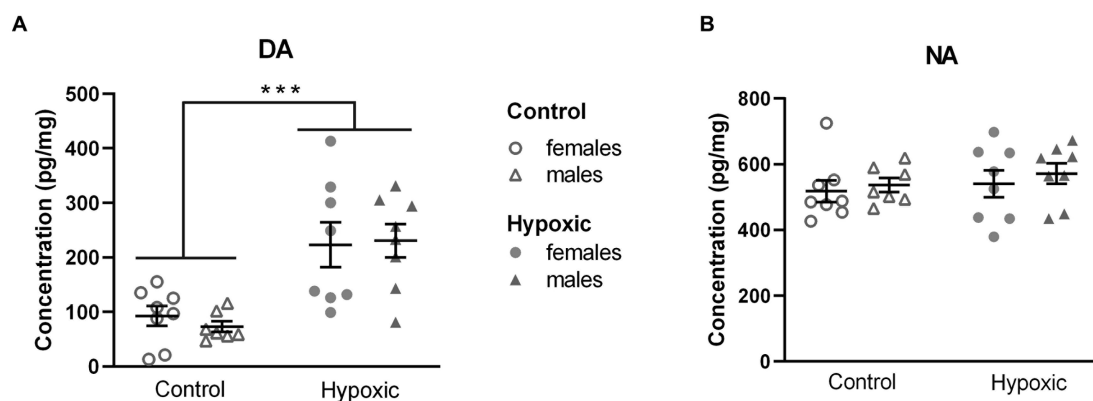 A
DA
Concentration (pg/mg)
500
400
300
200
100
0
***
Control
Hypoxic
Control
females
males
Hypoxic
females
males
B
NA
Concentration (pg/mg)
800
600
400
200
0
Control
Hypoxic